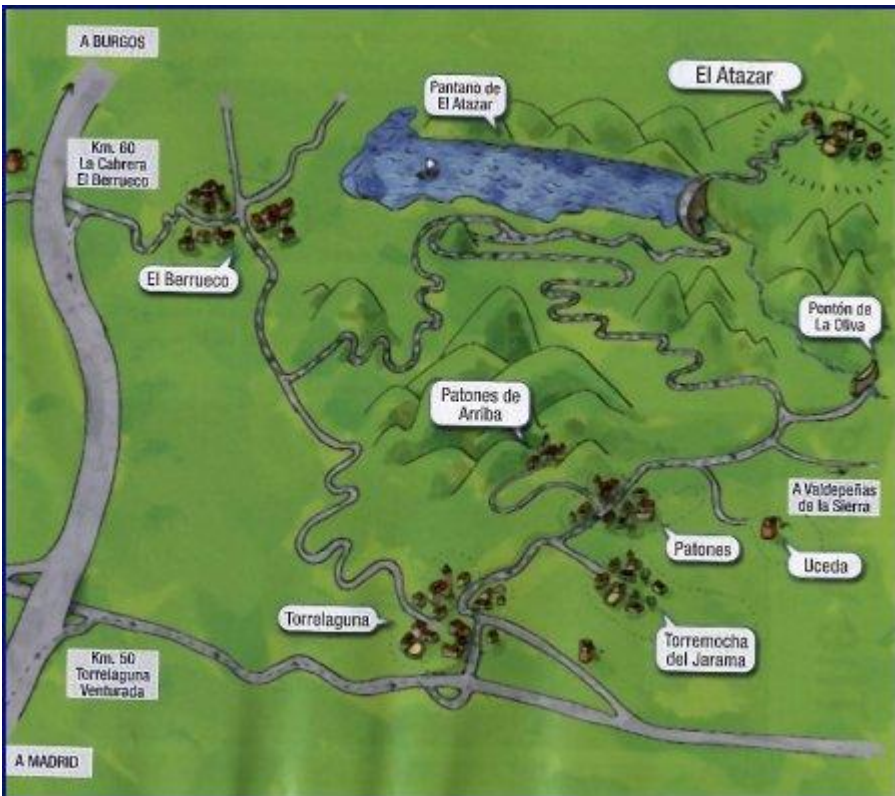 A BURGOS
El Atazar
Pantano de
El Atazar
Km. 60
La Cabrera
El Berrueco
El Berrueco
Pontón de
La Oliva
Patones de
Arriba
A Valdepeñas
de la Sierra
Patones
Uceda
Torrelaguna
Torremocha
del Jarama
Km. 50
Torrelaguna
Venturada
A MADRID